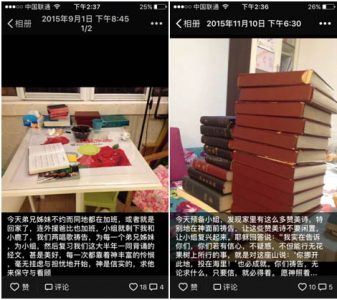 中国联通
下午2:37
25%
相册
2015年9月1日 下午8:45
1/2
今天弟兄姊妹不约而同地都在加班，或者就是
回家了，连外接爸比也加班，小组就剩下我和
小鹿了，我们两唱歌祷告，为每一个弟兄姊妹
，为小组，然后复习我们这大半年一同背诵的
经文，甚是美好，每一次都靠着神丰富的怜悯
，毫无挂虑与担忧地开始，神是信实的，求他
来保守与看顾
赞
评论
18
4
中国联通
下午2:36
26%
相册
2015年11月10日 下午6:30
今天预备小组，发现家里有这么多赞美诗，特
别地在神面前祷告，让这些赞美诗不要闲置，
让小组复兴起来。耶稣回答说：“我实在告诉
你们，你们若有信心，不疑惑，不但能行无花
果树上所行的事，就是对这座山说：‘你挪开
此地，投在海里！’也必成就。你们祷告，无
论求什么，只要信，就必得着。愿神照着…
赞
评论
10
5